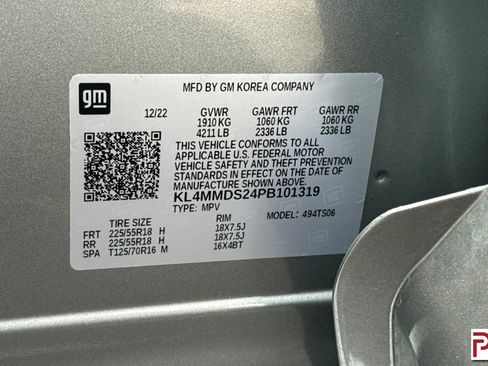 gm
MFD BY GM KOREA COMPANY
12/22 GVWR GAWR FRT GAWR RR
1910 KG 1060 KG 1060 KG
4211 LB 2336 LB 2336 LB
THIS VEHICLE CONFORMS TO ALL
APPLICABLE U.S. FEDERAL MOTOR
VEHICLE SAFETY AND THEFT PREVENTION
STANDARDS IN EFFECT ON THE DATE OF
MANUFACTURE SHOWN ABOVE.
KL4MMDS24PB101319
TYPE: MPV MODEL: 494TS06
TIRE SIZE RIM
FRT 225/55R18 H 18X7.5J
RR 225/55R18 H 18X7.5J
SPA T125/70R16 M 16X4BT
P